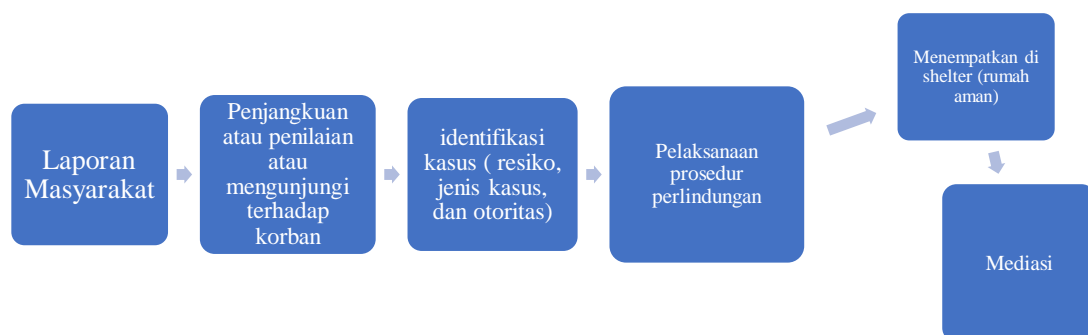 Laporan
Masyarakat
Penjangkuan
atau penilaian
atau
mengunjungi
terhadap
korban
identifikasi
kasus ( resiko,
jenis kasus,
dan otoritas)
Pelaksanaan
prosedur
perlindungan
Menempatkan di
shelter (rumah
aman)
Mediasi